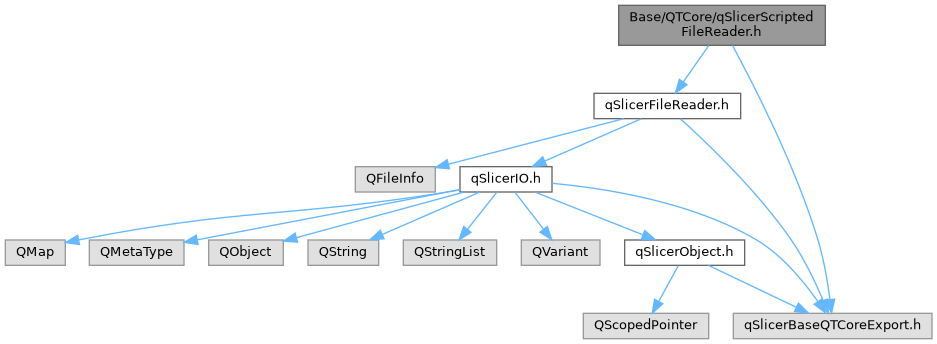 Base/QTCore/qSlicerScripted
FileReader.h
qSlicerFileReader.h
QFileInfo
qSlicerIO.h
QMap
QMetaType
QObject
QString
QStringList
QVariant
qSlicerObject.h
QScopedPointer
qSlicerBaseQTCoreExport.h